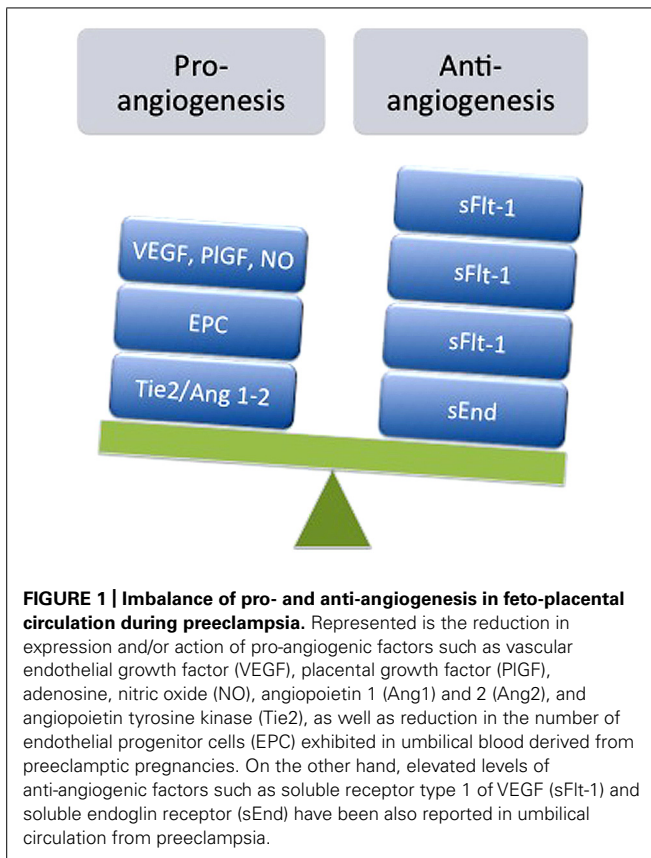 Pro-
angiogenesis
Anti-
angiogenesis
VEGF, PlGF, NO
EPC
Tie2/Ang 1-2
sFlt-1
sFlt-1
sFlt-1
sEnd
FIGURE 1 | Imbalance of pro- and anti-angiogenesis in feto-placental
circulation during preeclampsia. Represented is the reduction in
expression and/or action of pro-angiogenic factors such as vascular
endothelial growth factor (VEGF), placental growth factor (PlGF),
adenosine, nitric oxide (NO), angiopoietin 1 (Ang1) and 2 (Ang2), and
angiopoietin tyrosine kinase (Tie2), as well as reduction in the number of
endothelial progenitor cells (EPC) exhibited in umbilical blood derived from
preeclamptic pregnancies. On the other hand, elevated levels of
anti-angiogenic factors such as soluble receptor type 1 of VEGF (sFlt-1) and
soluble endoglin receptor (sEnd) have been also reported in umbilical
circulation from preeclampsia.